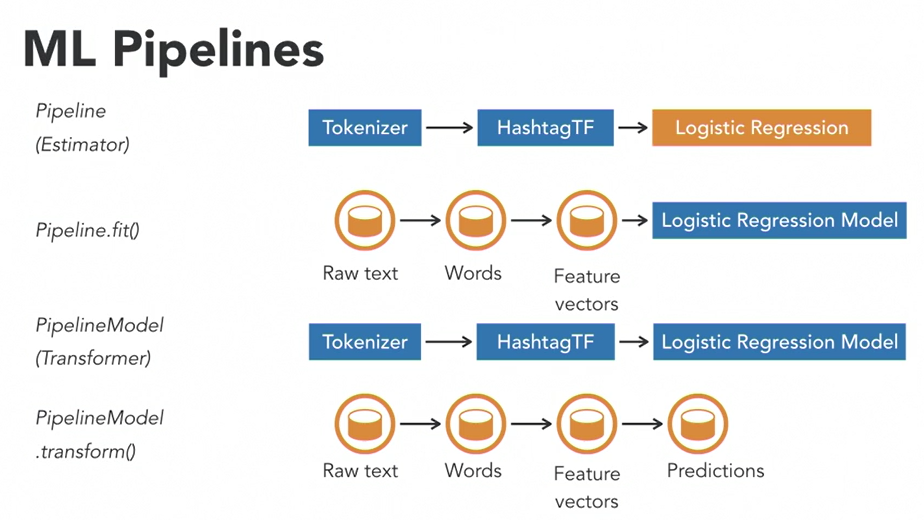 ML Pipelines
Pipeline
(Estimator)
Tokenizer
HashtagTF
Logistic Regression
Pipeline.fit()
Logistic Regression Model
Raw text
Words
Feature
vectors
PipelineModel
(Transformer)
Tokenizer
HashtagTF
Logistic Regression Model
PipelineModel
.transform()
Raw text
Words
Feature
vectors
Predictions